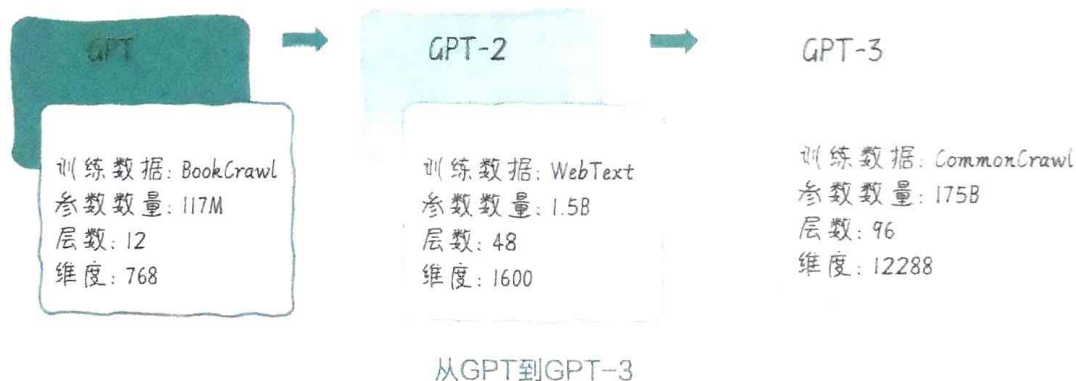 GPT
训练数据: BookCrawl
参数数量: 117M
层数: 12
维度: 768
GPT-2
训练数据: WebText
参数数量: 1.5B
层数: 48
维度: 1600
GPT-3
训练数据: CommonCrawl
参数数量: 175B
层数: 96
维度: 12288
从GPT到GPT-3